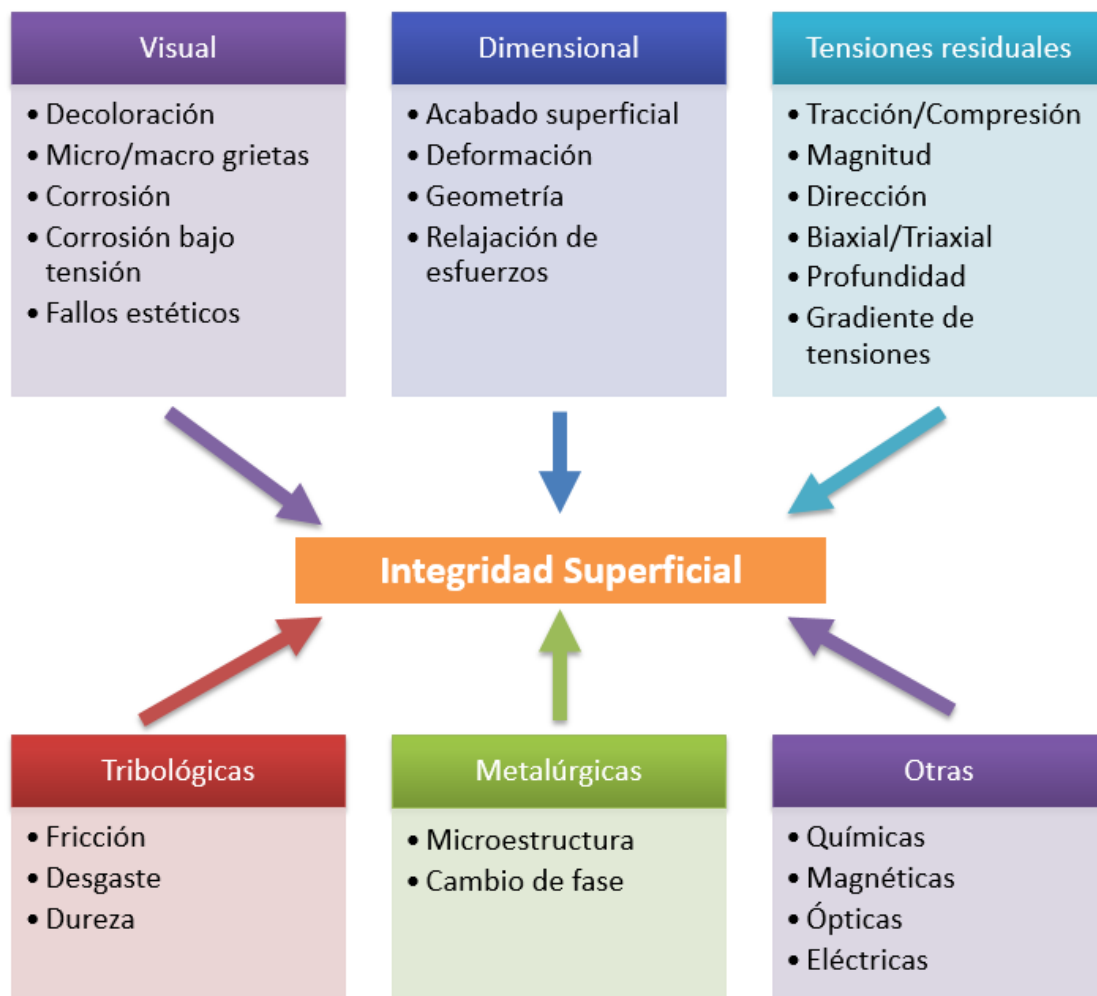 Visual
• Decoloración
• Micro/macro grietas
• Corrosión
• Corrosión bajo
tensión
• Fallos estéticos
Dimensional
• Acabado superficial
• Deformación
• Geometría
• Relajación de
esfuerzos
Tensiones residuales
• Tracción/Compresión
• Magnitud
• Dirección
• Biaxial/Triaxial
• Profundidad
• Gradiente de
tensiones
Integridad Superficial
Tribológicas
• Fricción
• Desgaste
• Dureza
Metalúrgicas
• Microestructura
• Cambio de fase
Otras
• Químicas
• Magnéticas
• Ópticas
• Eléctricas